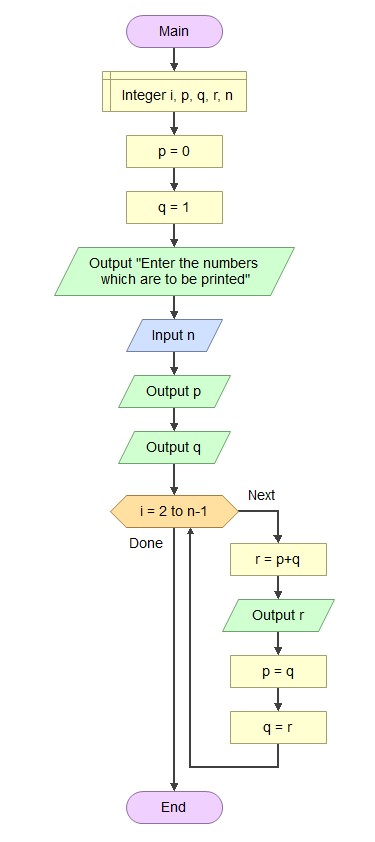 Main
Integer i, p, q, r, n
p = 0
q = 1
Output "Enter the numbers
which are to be printed"
Input n
Output p
Output q
i = 2 to n-1
Next
Done
r = p+q
Output r
p = q
q = r
End